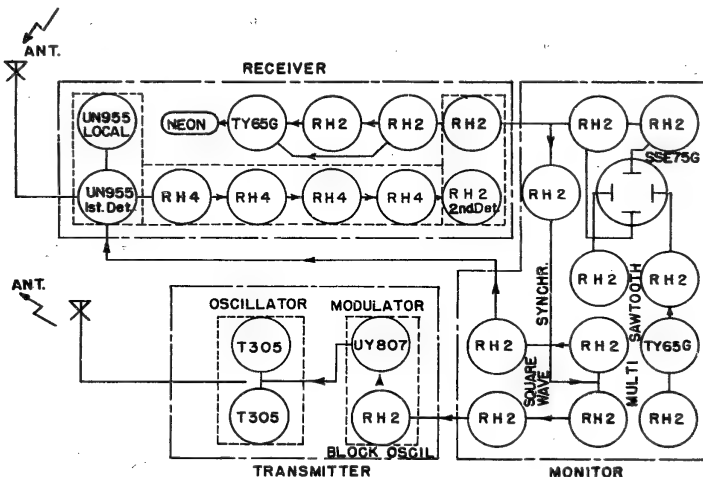 ANT.
RECEIVER
UN955
LOCAL
NEON
TY65G
RH2
RH2
RH2
RH2
RH2
SSE75G
UN955
1st. Det.
RH4
RH4
RH4
RH4
RH2
2nd Det.
RH2
ANT.
OSCILLATOR
MODULATOR
T305
UY807
T305
RH2
BLOCK OSCIL
TRANSMITTER
SYNCHR.
SAWTOOTH
RH2
RH2
RH2
RH2
TY65G
SQUARE
WAVE
MULTI
RH2
RH2
RH2
MONITOR